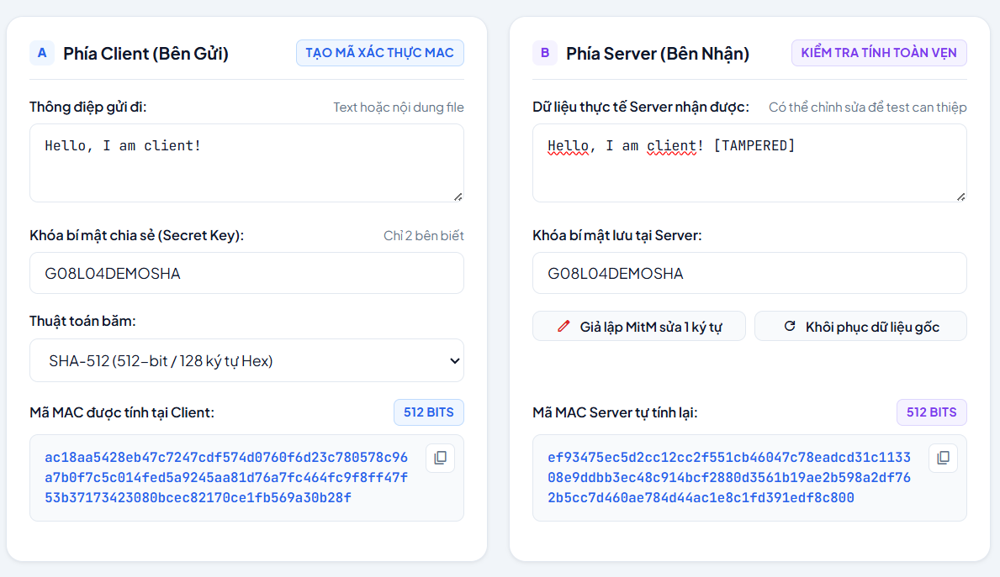 A Phía Client (Bên Gửi) TẠO MÃ XÁC THỰC MAC
Thông điệp gửi đi: Text hoặc nội dung file
Hello, I am client!
Khóa bí mật chia sẻ (Secret Key): Chỉ 2 bên biết
G08L04DEMOSHA
Thuật toán băm:
SHA-512 (512-bit / 128 ký tự Hex)
Mã MAC được tính tại Client: 512 BITS
ac18aa5428eb47c7247cdf574d0760f6d23c780578c96
a7b0f7c5c014fed5a9245aa81d76a7fc464fc9f8ff47f
53b37173423080bcec82170ce1fb569a30b28f
B Phía Server (Bên Nhận) KIỂM TRA TÍNH TOÀN VẸN
Dữ liệu thực tế Server nhận được: Có thể chỉnh sửa để test can thiệp
Hello, I am client! [TAMPERED]
Khóa bí mật lưu tại Server:
G08L04DEMOSHA
Giả lập MitM sửa 1 ký tự Khôi phục dữ liệu gốc
Mã MAC Server tự tính lại: 512 BITS
ef93475ec5d2cc12cc2f551cb46047c78eadcd31c1133
08e9ddbb3ec48c914bcf2880d3561b19ae2b598a2df76
2b5cc7d460ae784d44ac1e8c1fd391edf8c800